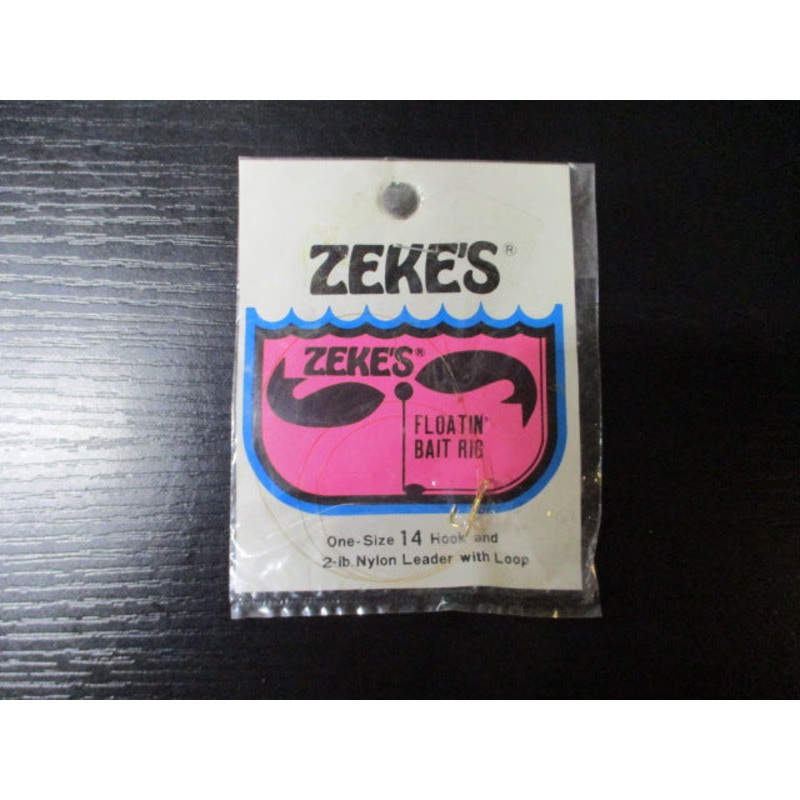 ZEKE'S®
ZEKE'S®
FLOATIN'
BAIT RIG
One-Size 14 Hook and
2-lb. Nylon Leader with Loop